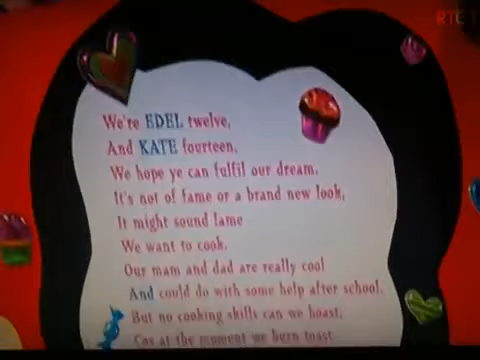 RTÉ
We're EDEL twelve,
And KATE fourteen,
We hope ye can fulfil our dream.
It's not of fame or a brand new look,
It might sound lame
We want to cook.
Our mam and dad are really cool
And could do with some help after school.
But no cooking skills can we boast,
Cos at the moment we burn toast